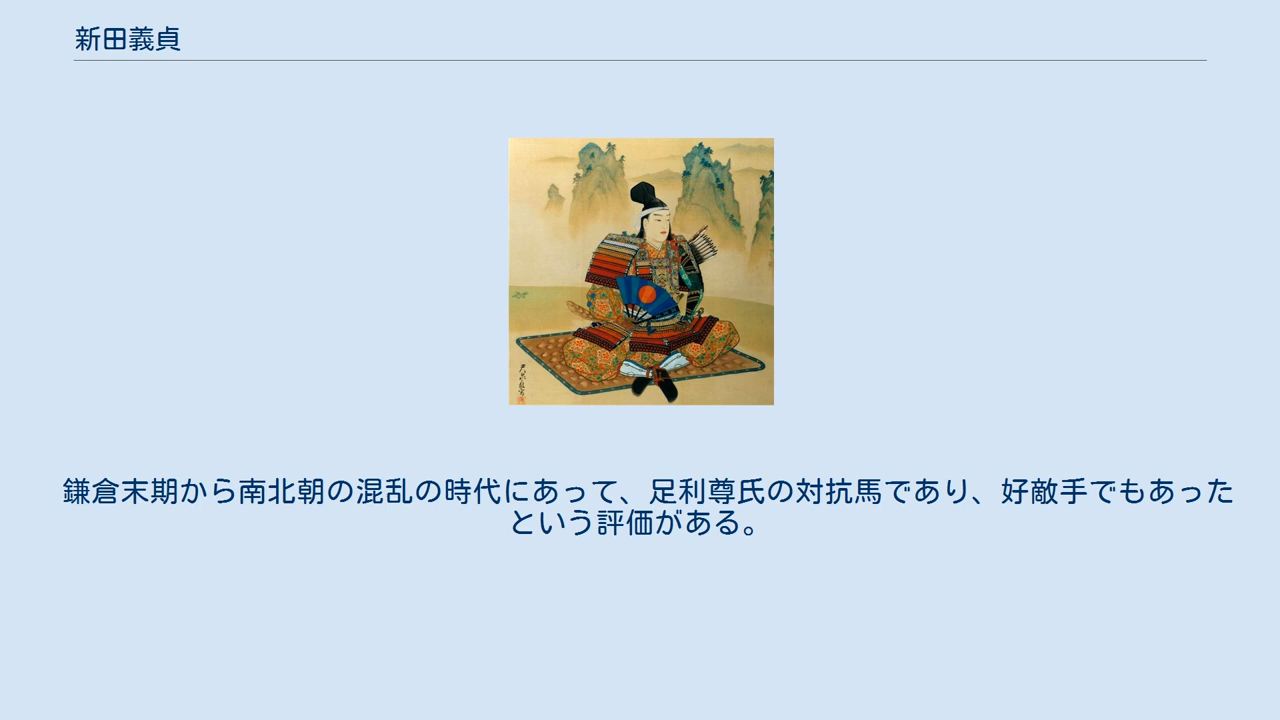 新田義貞
鎌倉末期から南北朝の混乱の時代にあって、足利尊氏の対抗馬であり、好敵手でもあった
という評価がある。